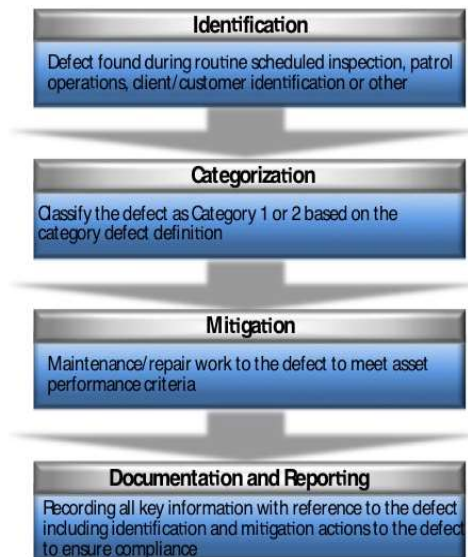 Identification
Defect found during routine scheduled inspection, patrol
operations, client/customer identification or other
Categorization
Classify the defect as Category 1 or 2 based on the
category defect definition
Mitigation
Maintenance/repair work to the defect to meet asset
performance criteria
Documentation and Reporting
Recording all key information with reference to the defect
including identification and mitigation actions to the defect
to ensure compliance